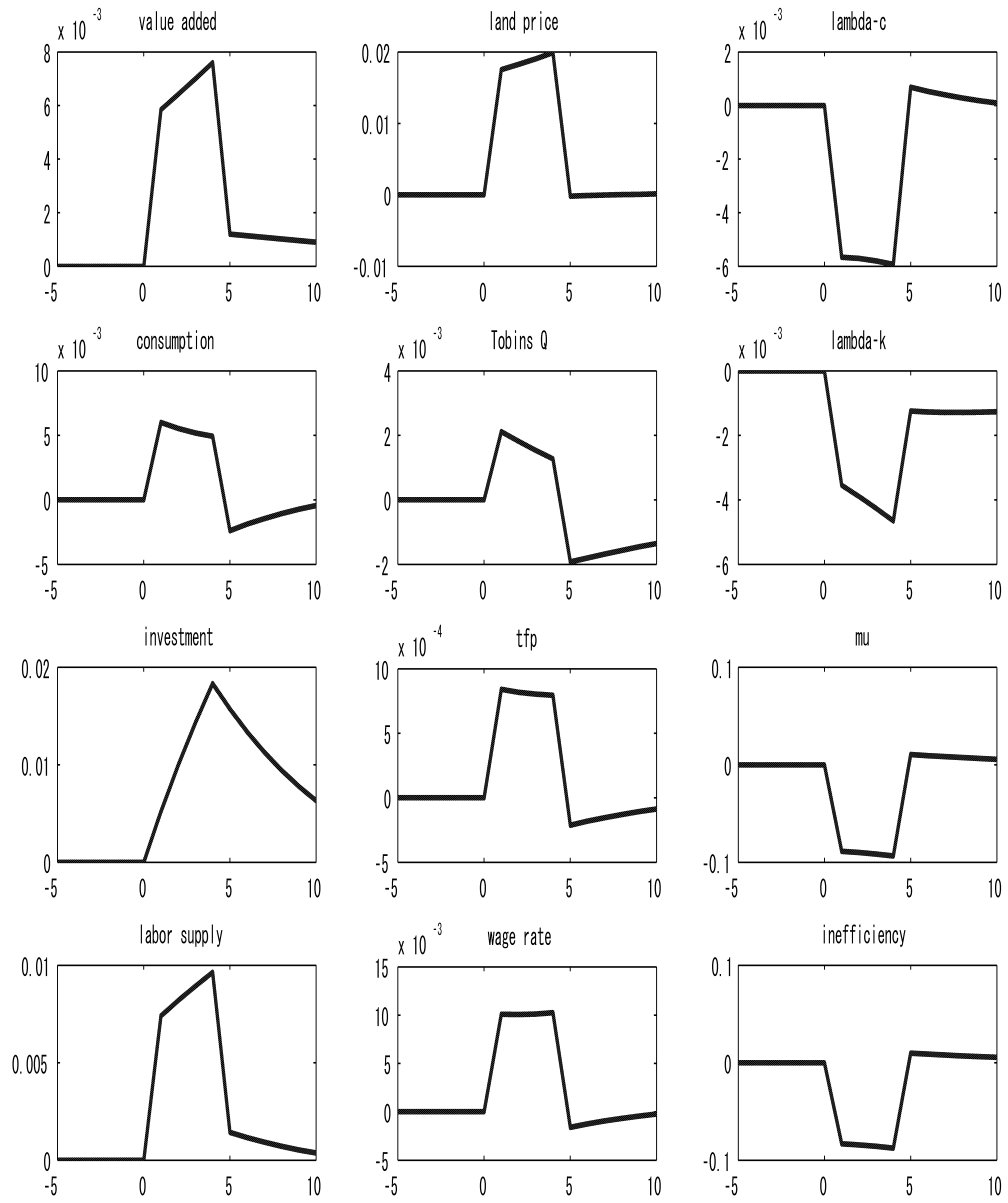 x 10 -3 value added
8
6
4
2
0
-5 0 5 10
land price
0.02
0.01
0
-0.01
-5 0 5 10
x 10 -3 lambda-c
2
0
-2
-4
-6
-5 0 5 10
x 10 -3 consumption
10
5
0
-5
-5 0 5 10
x 10 -3 Tobins Q
4
2
0
-2
-5 0 5 10
x 10 -3 lambda-k
0
-2
-4
-6
-5 0 5 10
investment
0.02
0.01
0
-5 0 5 10
x 10 -4 tfp
10
5
0
-5
-5 0 5 10
mu
0.1
0
-0.1
-5 0 5 10
labor supply
0.01
0.005
0
-5 0 5 10
x 10 -3 wage rate
15
10
5
0
-5
-5 0 5 10
inefficiency
0.1
0
-0.1
-5 0 5 10